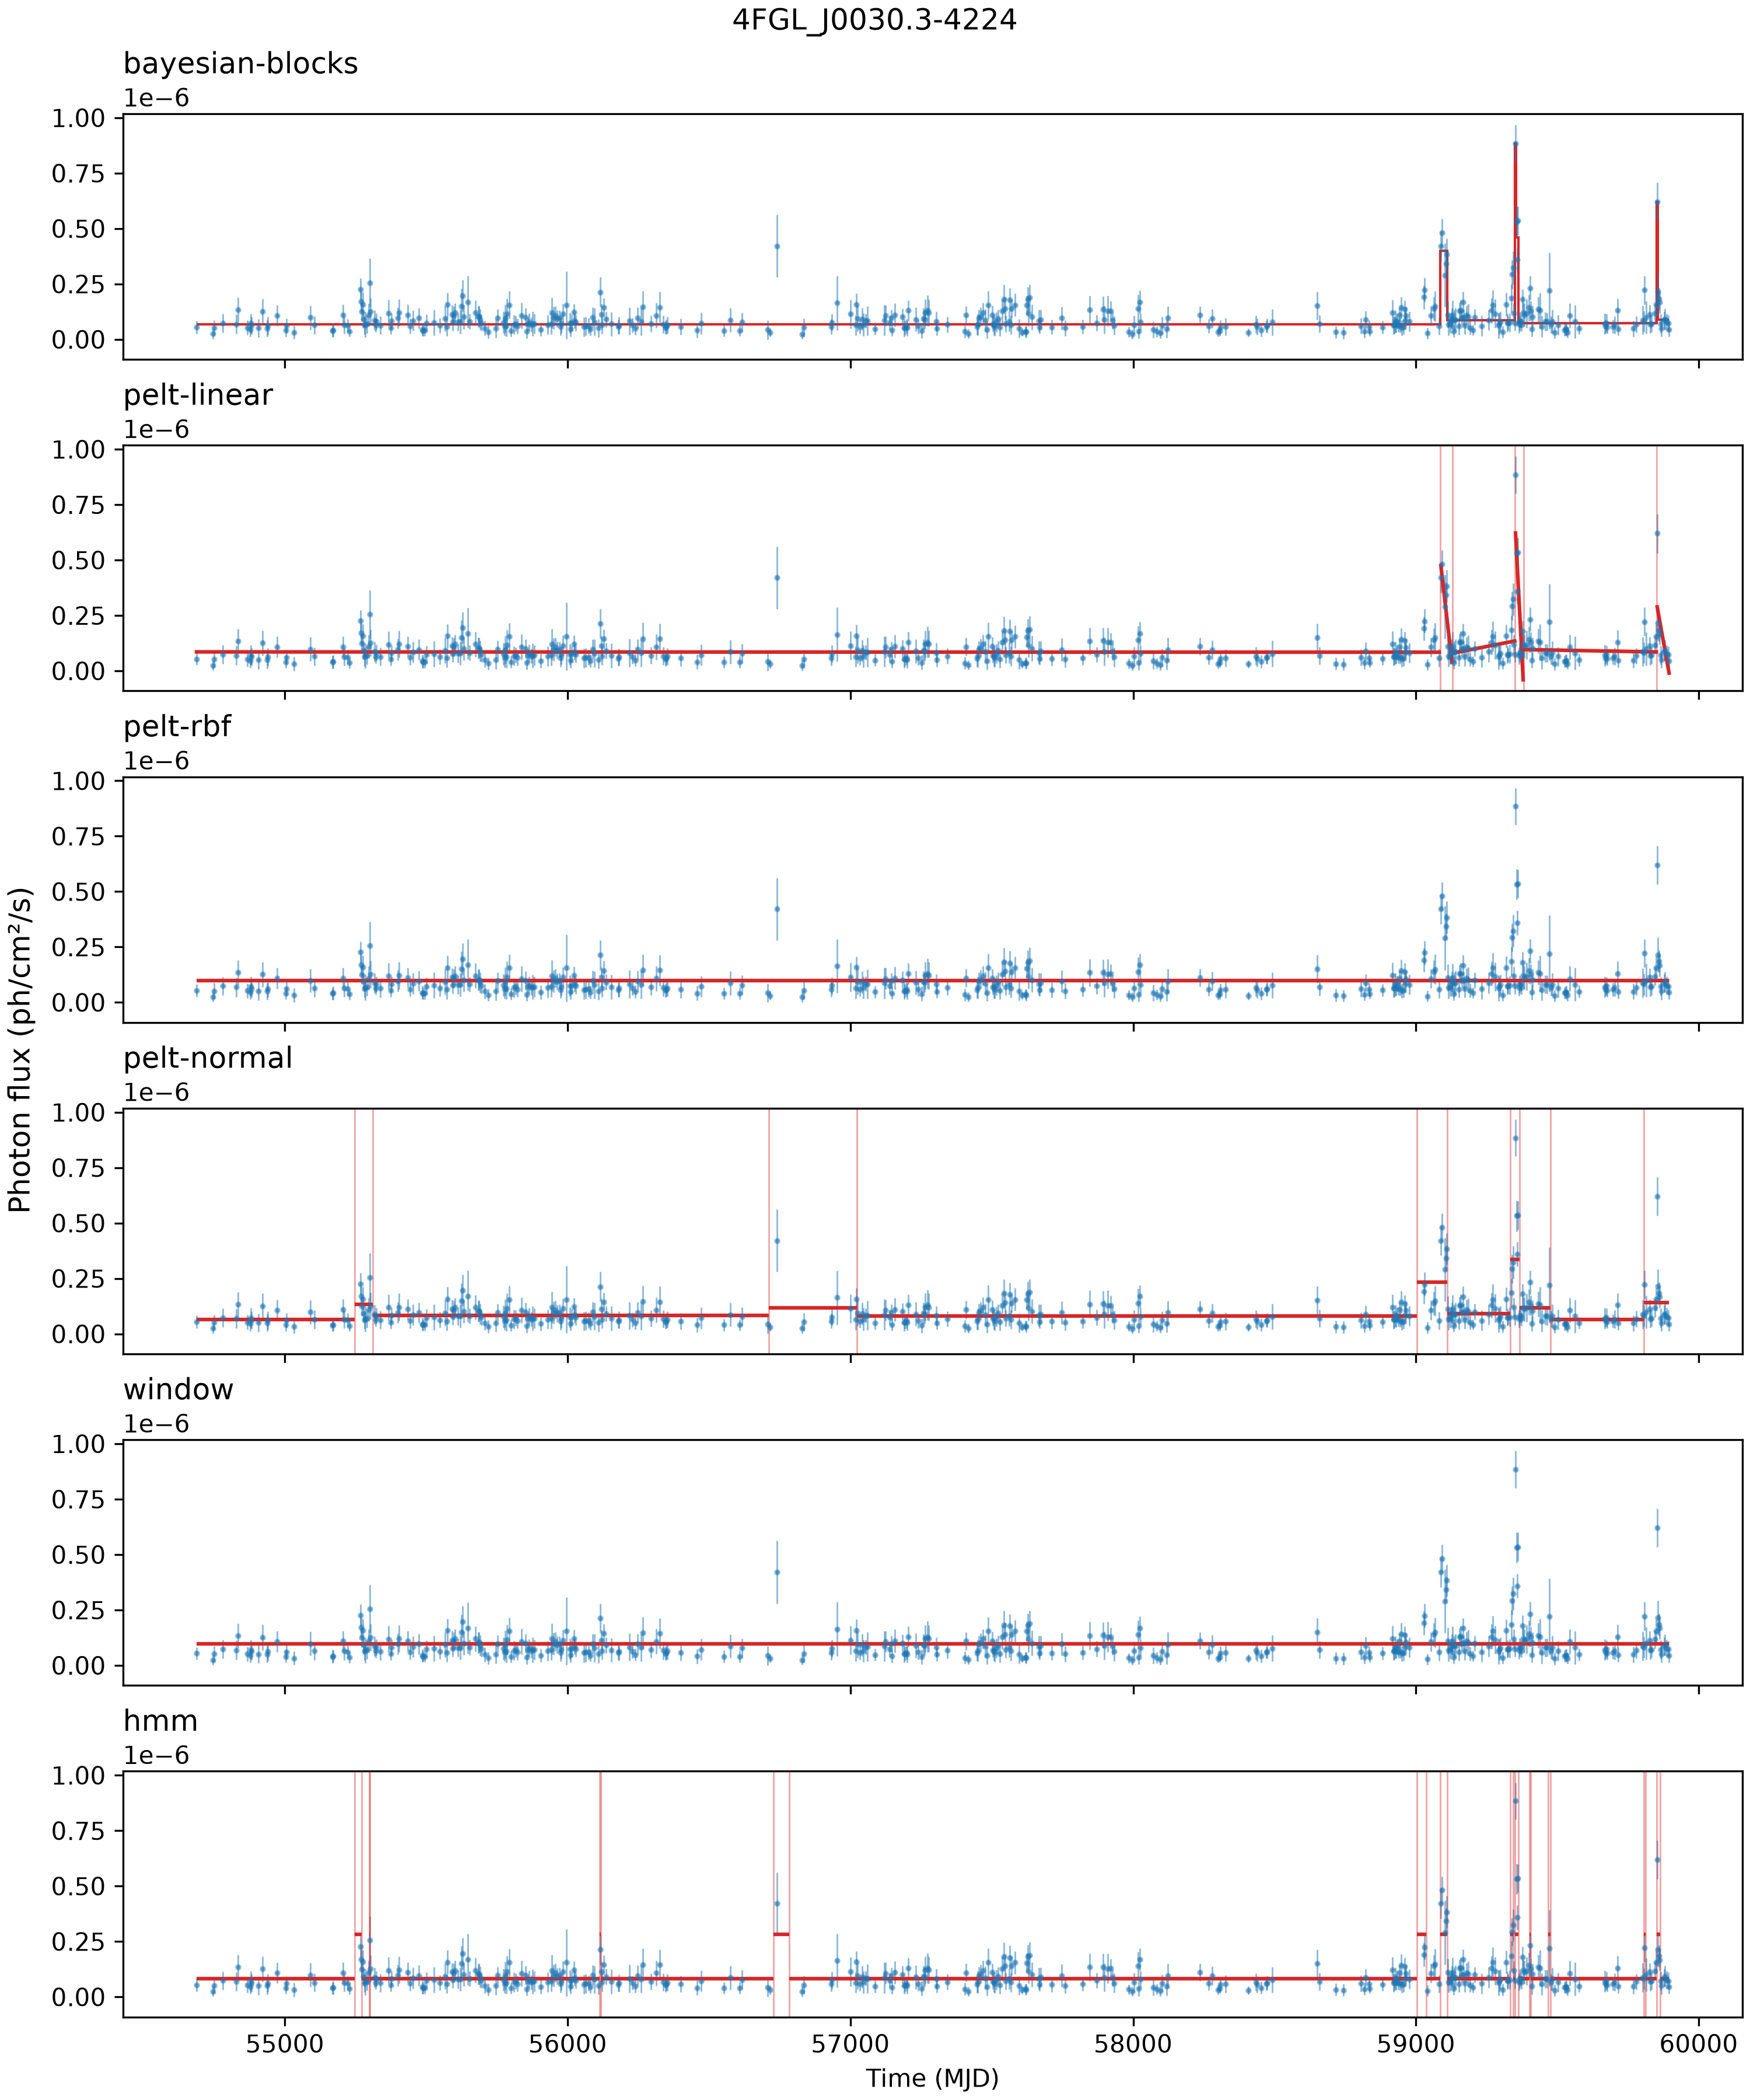 4FGL_J0030.3-4224
bayesian-blocks
1e−6
1.00
0.75
0.50
0.25
0.00
pelt-linear
1e−6
1.00
0.75
0.50
0.25
0.00
pelt-rbf
1e−6
1.00
0.75
0.50
0.25
0.00
Photon flux (ph/cm²/s)
pelt-normal
1e−6
1.00
0.75
0.50
0.25
0.00
window
1e−6
1.00
0.75
0.50
0.25
0.00
hmm
1e−6
1.00
0.75
0.50
0.25
0.00
55000 56000 57000 58000 59000 60000
Time (MJD)